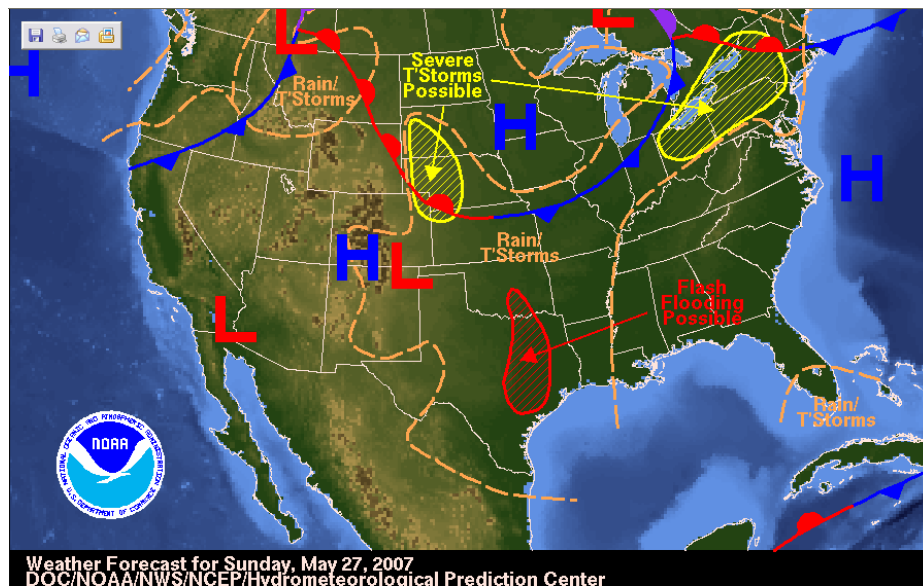 H
L
L
Rain/
T'Storms
Severe
T'Storms
Possible
H
H
H
L
Rain/
T'Storms
L
Flash
Flooding
Possible
Rain/
T'Storms
NATIONAL OCEANIC AND ATMOSPHERIC ADMINISTRATION
NOAA
U.S. DEPARTMENT OF COMMERCE
Weather Forecast for Sunday, May 27, 2007
DOC/NOAA/NWS/NCEP/Hydrometeorological Prediction Center